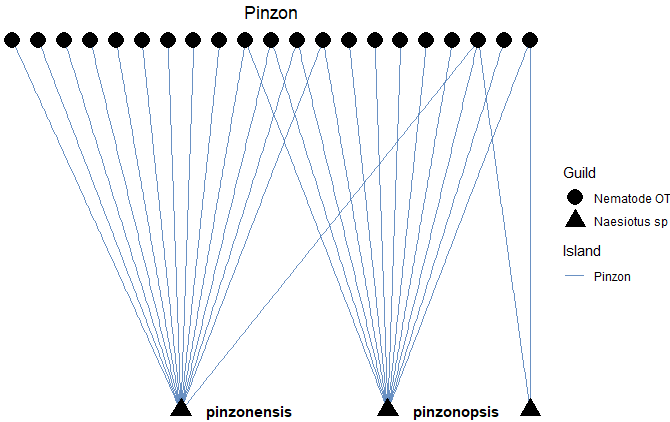 Pinzon
Guild
Nematode OT
Naesiotus sp
Island
Pinzon
pinzonensis
pinzonopsis